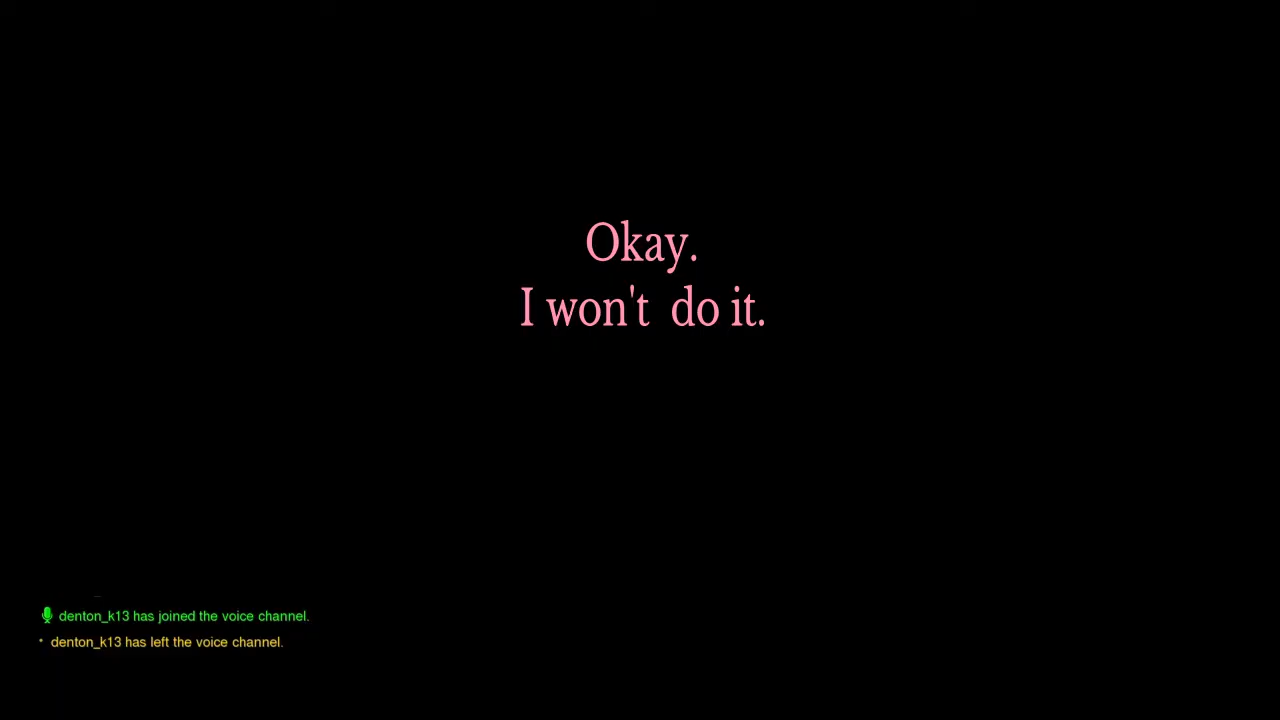 Okay.
I won't  do it.
denton_k13 has joined the voice channel.
denton_k13 has left the voice channel.